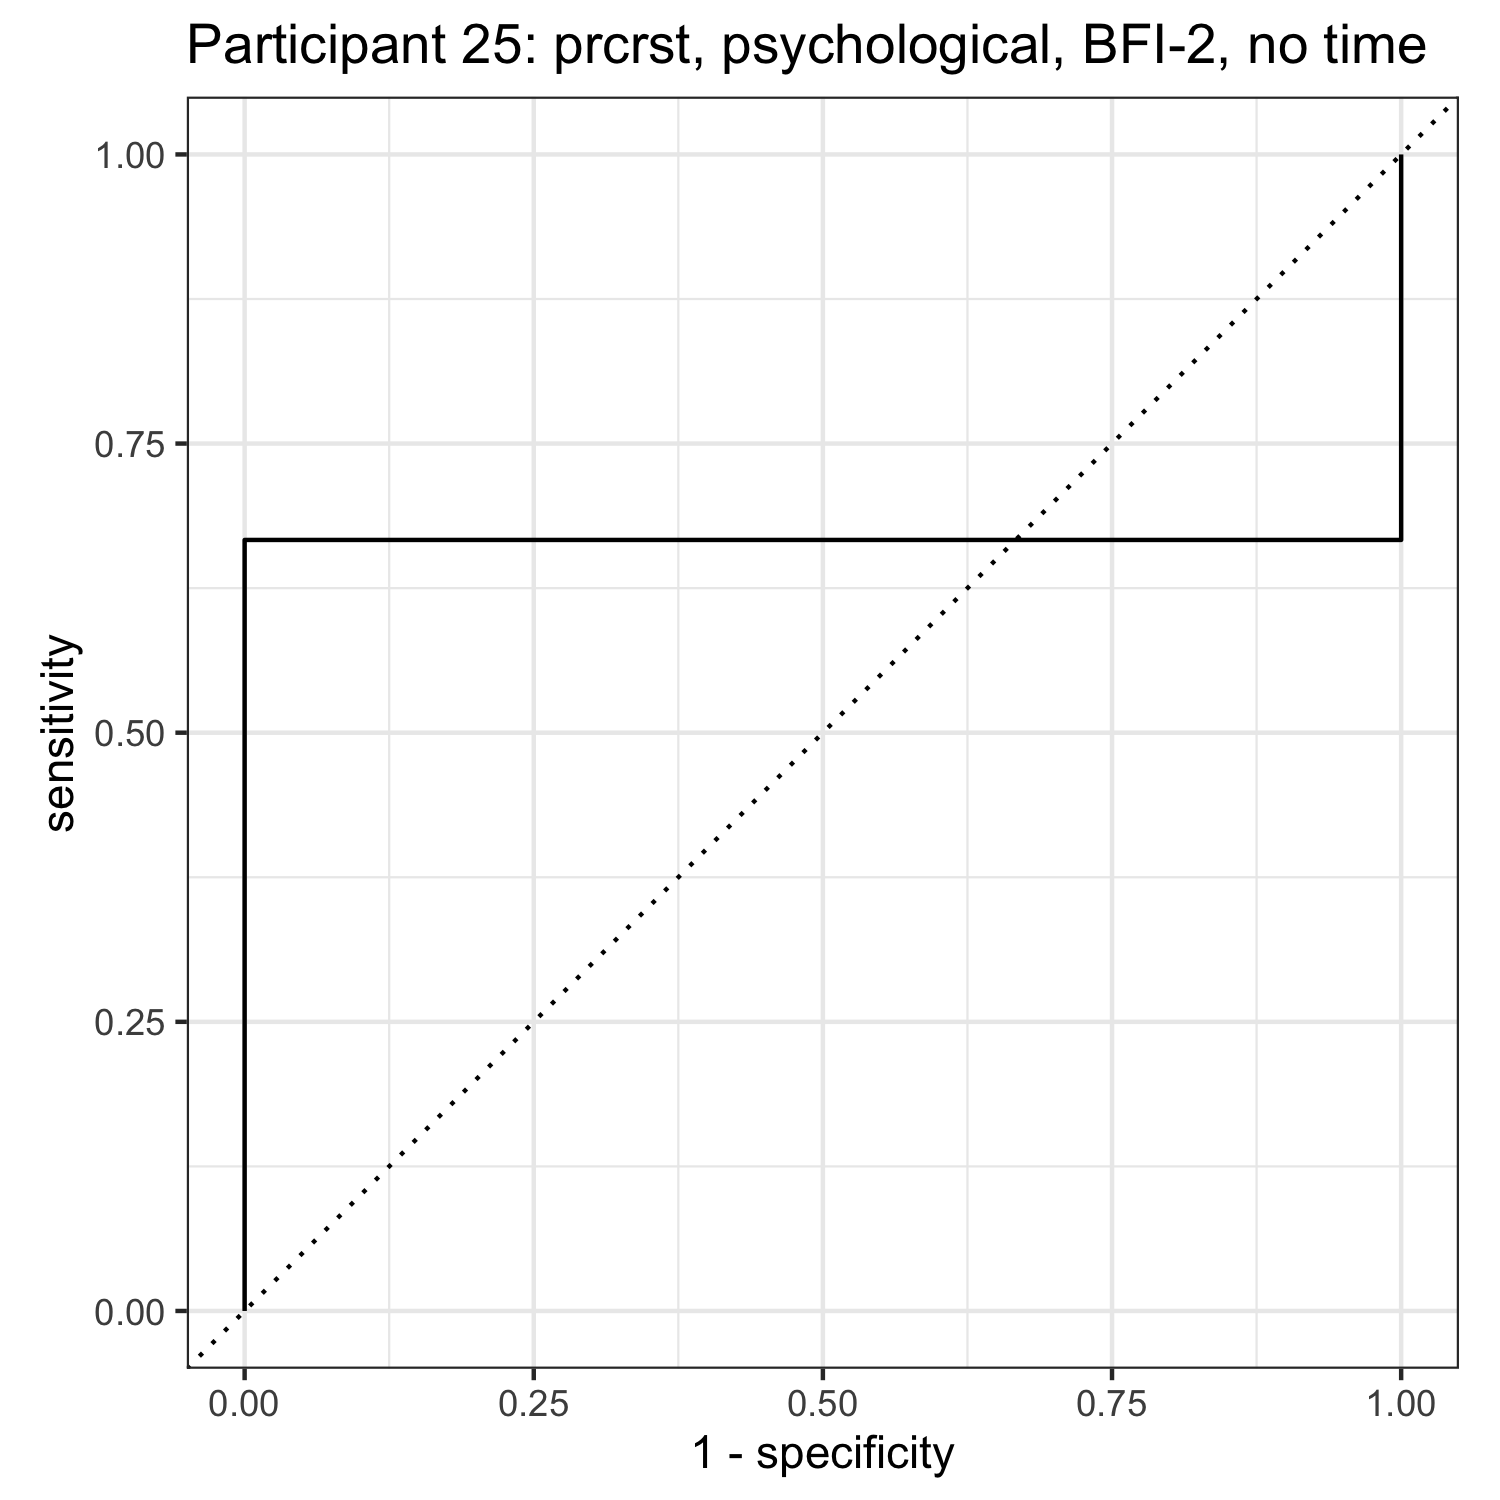 Participant 25: prcrst, psychological, BFI-2, no time
1.00
0.75
0.50
0.25
0.00
sensitivity
0.00 0.25 0.50 0.75 1.00
1 - specificity